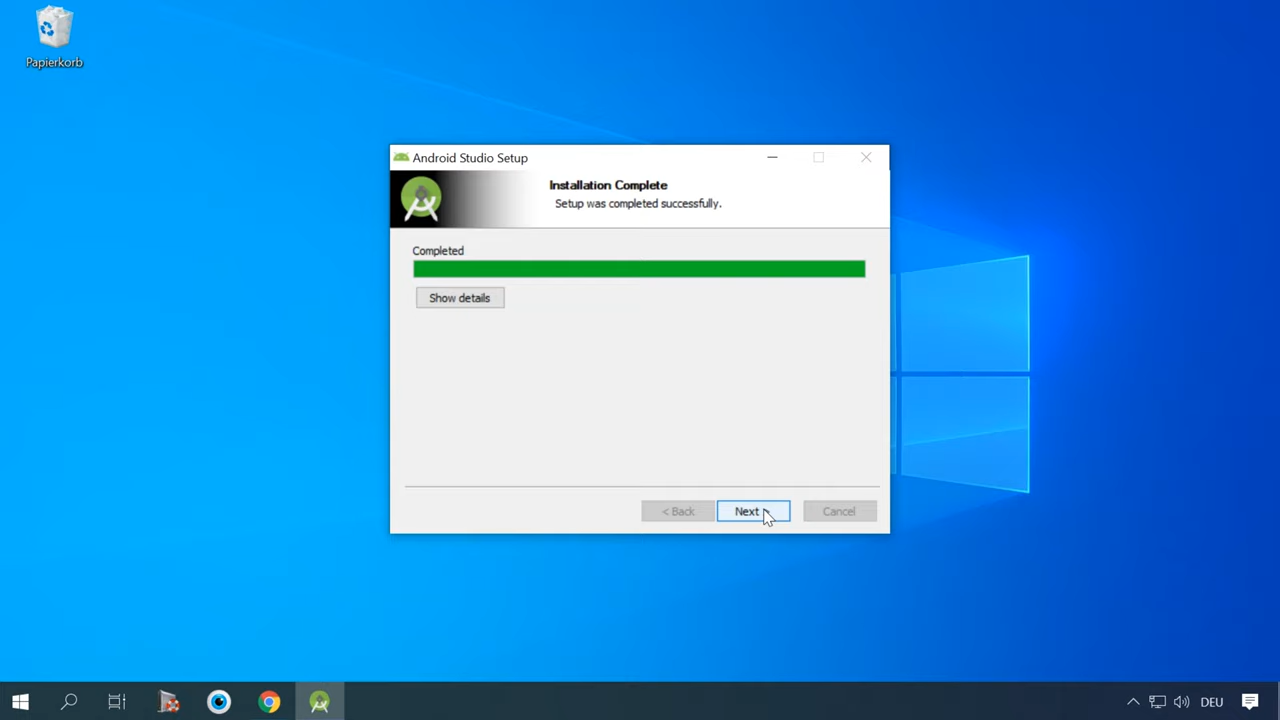 Papierkorb
Android Studio Setup
Installation Complete
Setup was completed successfully.
Completed
Show details
< Back
Next
Cancel
DEU